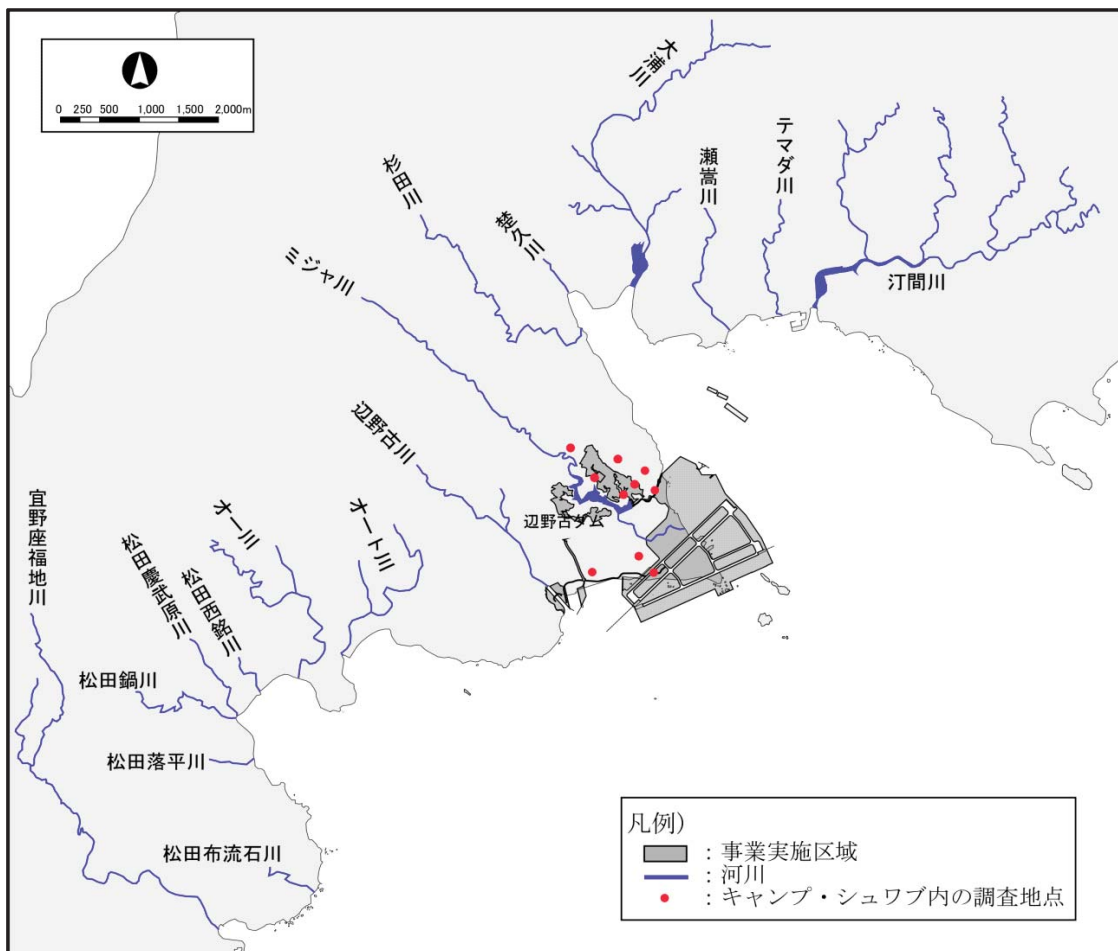 0 250 500 1,000 1,500 2,000m
大浦川
テマダ川
瀬嵩川
杉田川
楚久川
ミジャ川
汀間川
辺野古川
宜野座福地川
オー川
オート川
辺野古ダム
松田慶武原川
松田西銘川
松田鍋川
松田落平川
松田布流石川
凡例)
：事業実施区域
：河川
：キャンプ・シュワブ内の調査地点